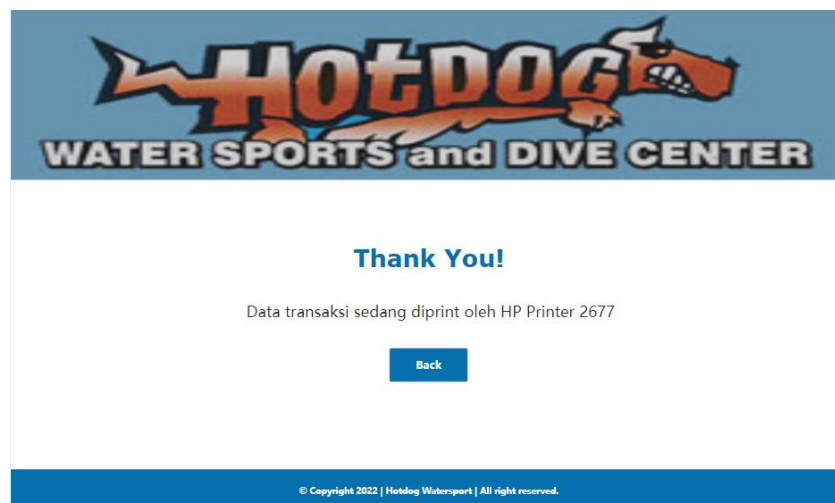 HOtDOG
WATER SPORTS and DIVE CENTER
Thank You!
Data transaksi sedang diprint oleh HP Printer 2677
Back
© Copyright 2022 | Hotdog Watersport | All right reserved.